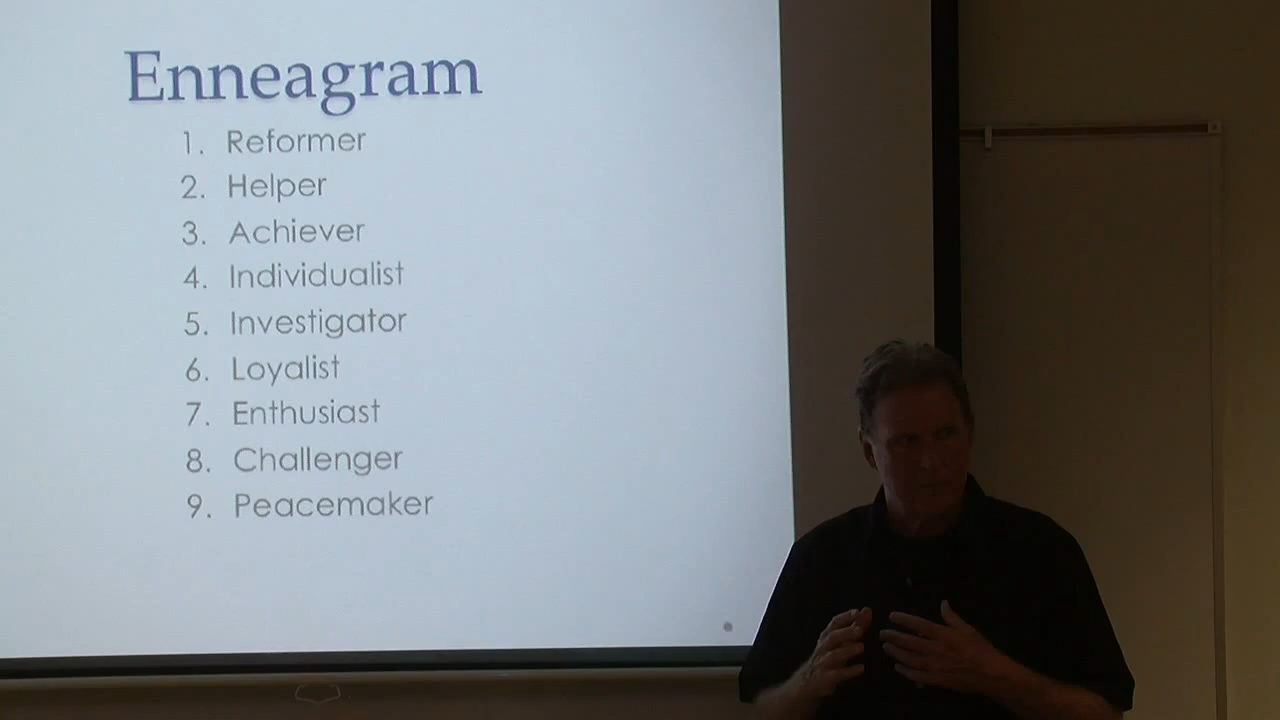 Enneagram
1. Reformer
2. Helper
3. Achiever
4. Individualist
5. Investigator
6. Loyalist
7. Enthusiast
8. Challenger
9. Peacemaker